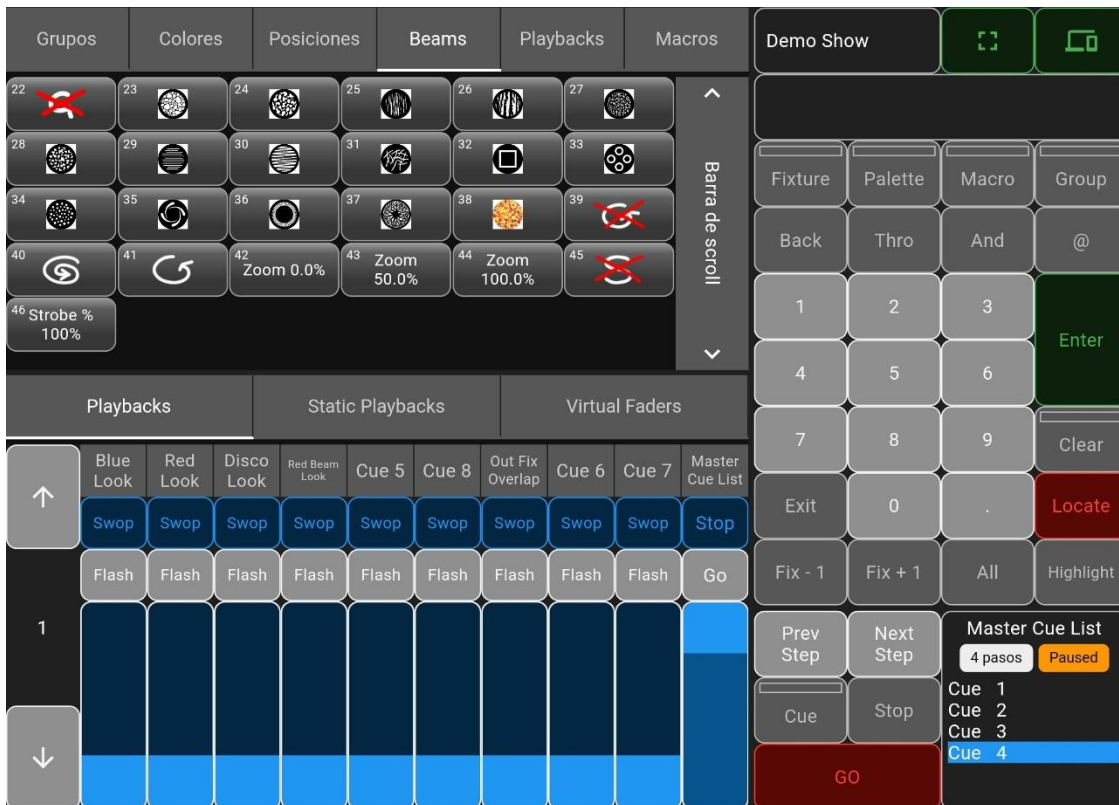 Grupos
Colores
Posiciones
Beams
Playbacks
Macros
Demo Show
22
23
24
25
26
27
28
29
30
31
32
33
34
35
36
37
38
39
40
41
42 Zoom 0.0%
43 Zoom
50.0%
44 Zoom
100.0%
45
46 Strobe %
100%
Barra de scroll
Playbacks
Static Playbacks
Virtual Faders
Blue
Look
Red
Look
Disco
Look
Red Beam
Look
Cue 5
Cue 8
Out Fix
Overlap
Cue 6
Cue 7
Master
Cue List
Swop
Swop
Swop
Swop
Swop
Swop
Swop
Swop
Swop
Stop
Flash
Flash
Flash
Flash
Flash
Flash
Flash
Flash
Flash
Go
1
Fixture
Palette
Macro
Group
Back
Thro
And
@
1
2
3
Enter
4
5
6
7
8
9
Clear
Exit
0
.
Locate
Fix - 1
Fix + 1
All
Highlight
Prev
Step
Next
Step
Cue
Stop
GO
Master Cue List
4 pasos
Paused
Cue 1
Cue 2
Cue 3
Cue 4